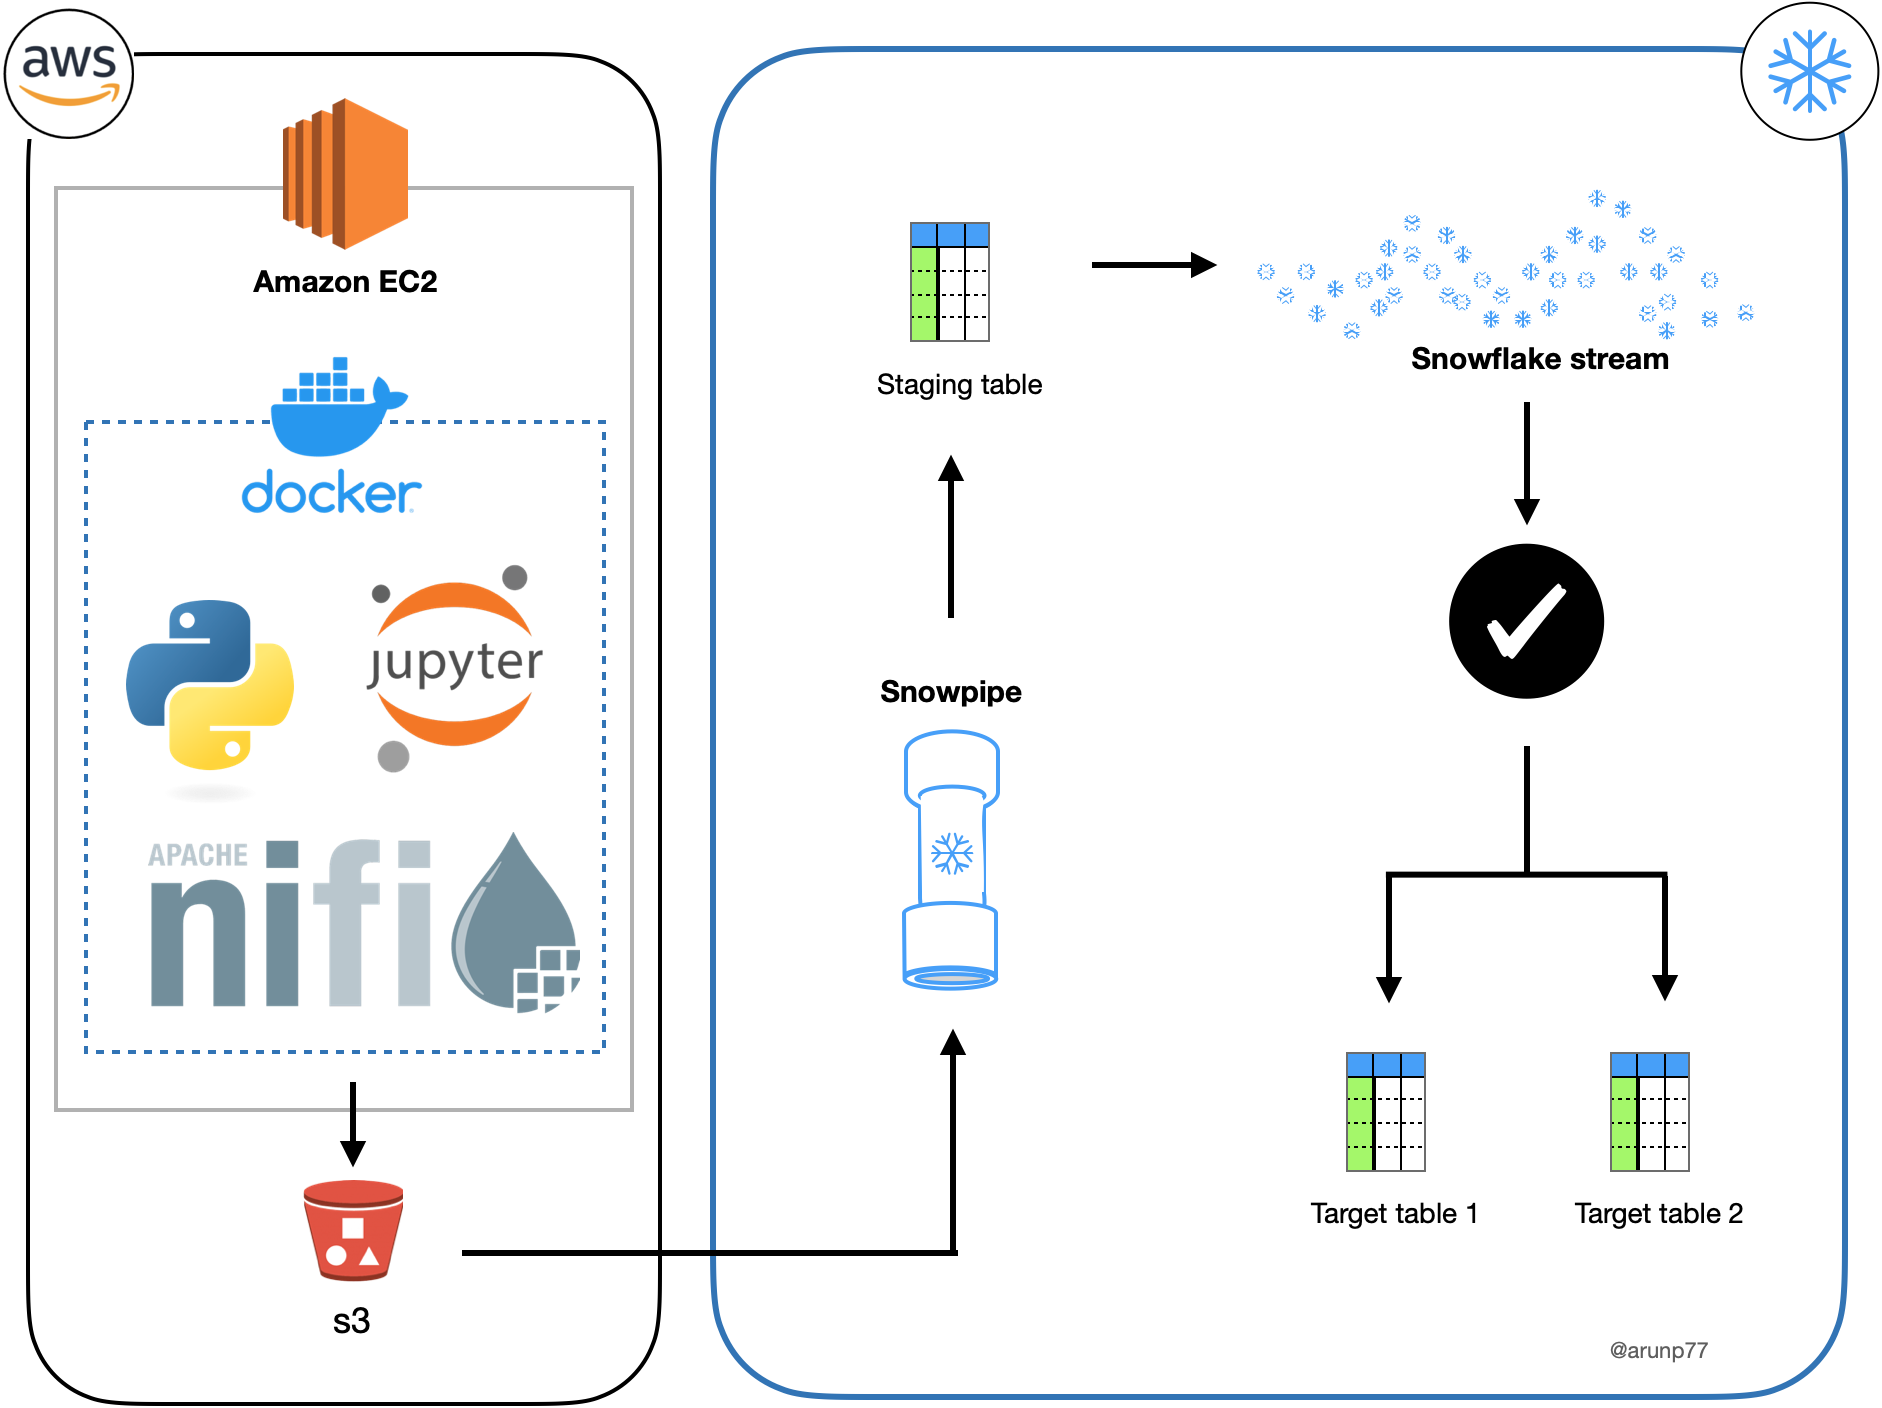 aws
Amazon EC2
docker
jupyter
APACHE
nifi
s3
Staging table
Snowflake stream
Snowpipe
Target table 1
Target table 2
@arunp77